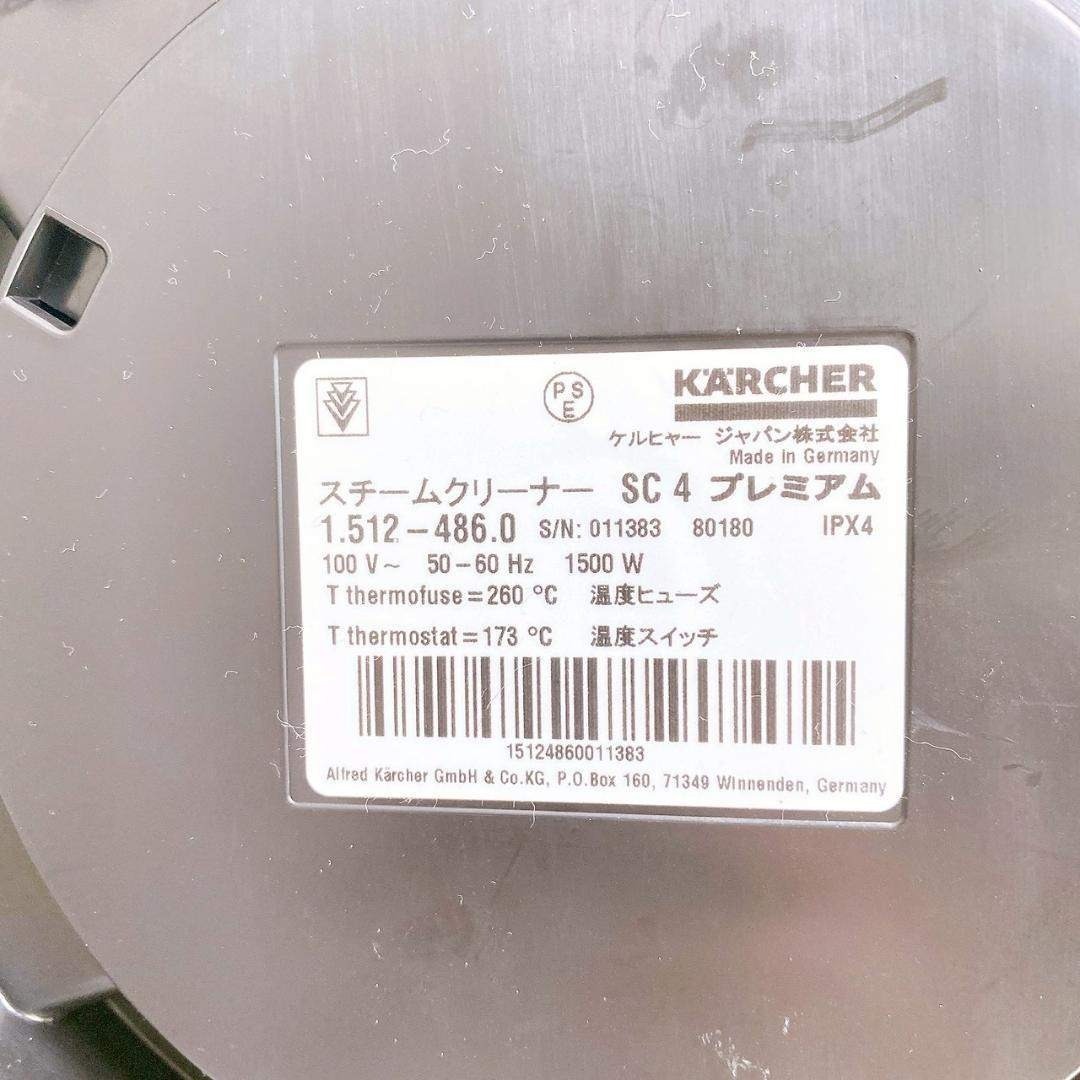 PSE
KÄRCHER
ケルヒャー ジャパン株式会社
Made in Germany
スチームクリーナー SC 4 プレミアム
1.512-486.0 S/N: 011383 80180 IPX4
100 V~ 50-60 Hz 1500 W
T thermofuse=260 °C 温度ヒューズ
T thermostat=173 °C 温度スイッチ
15124860011383
Alfred Kärcher GmbH & Co.KG, P.O.Box 160, 71349 Winnenden, Germany